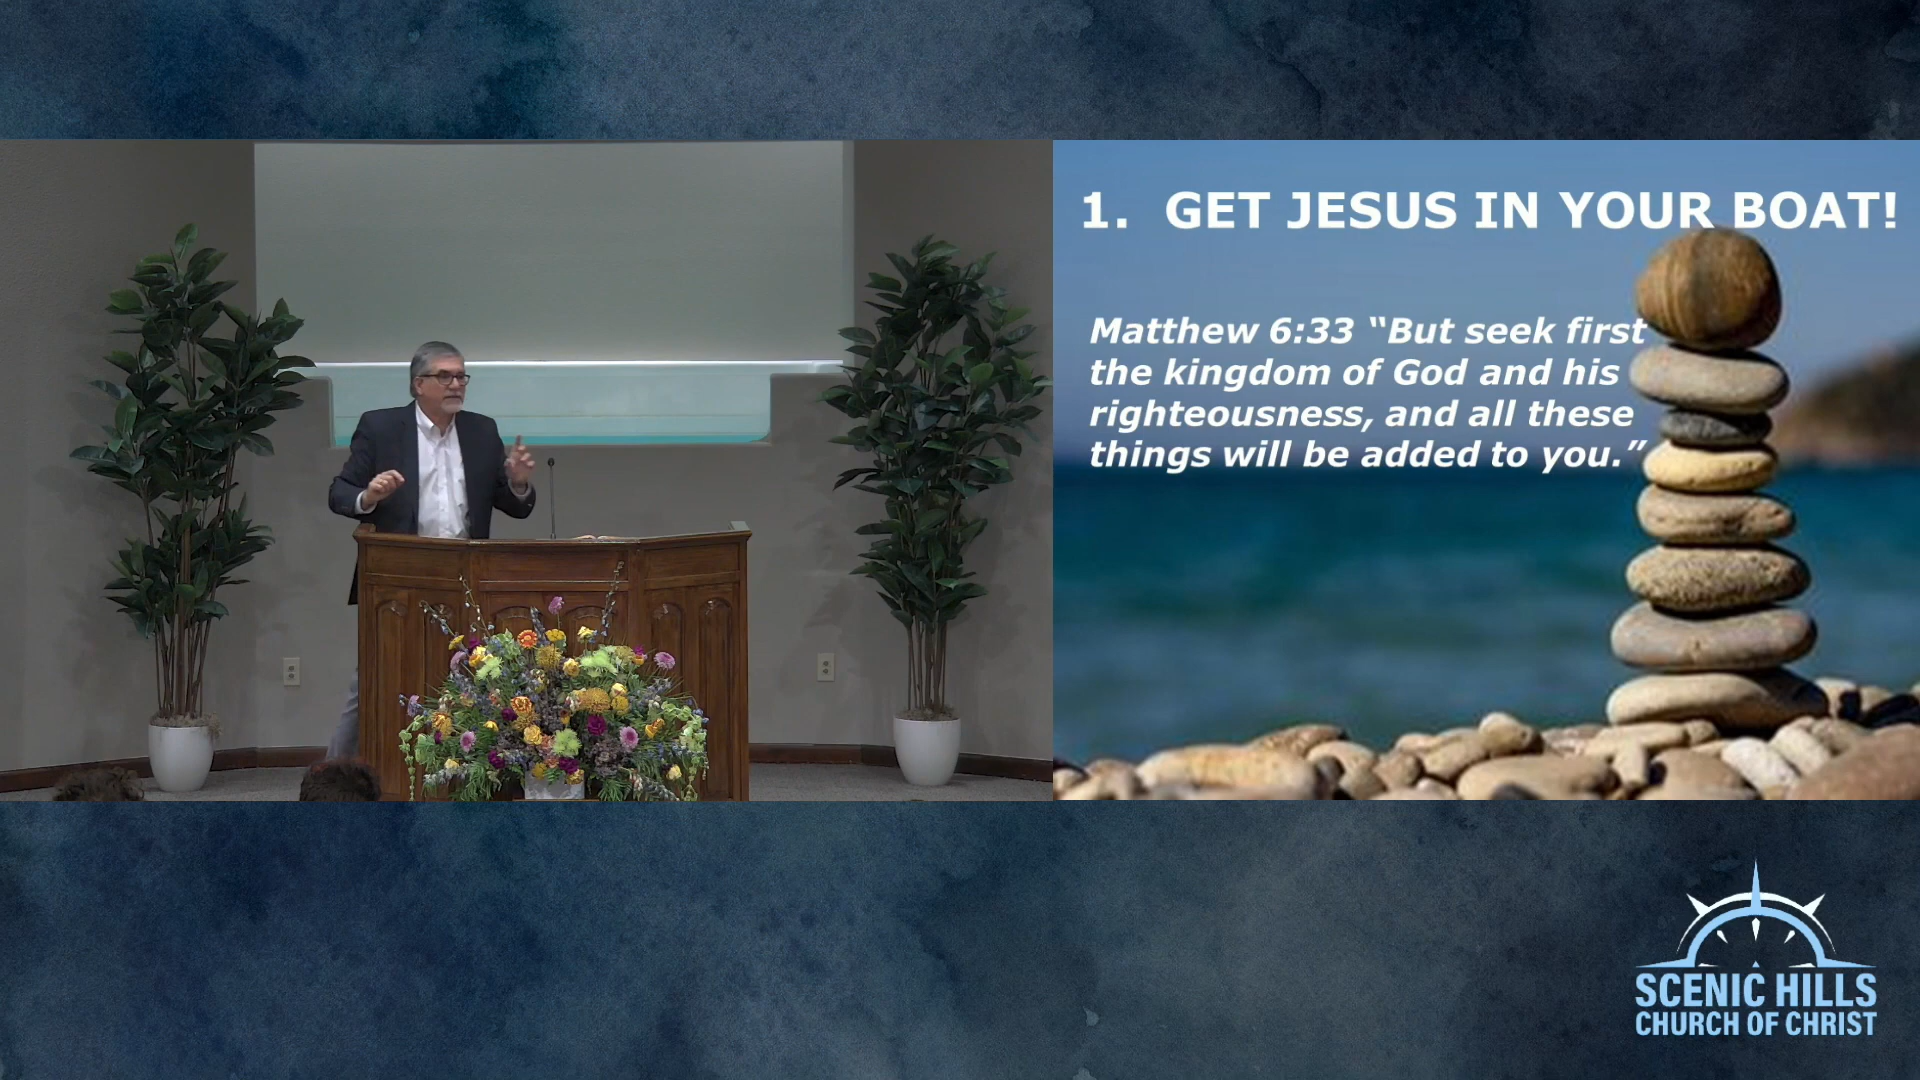 1. GET JESUS IN YOUR BOAT!
Matthew 6:33 “But seek first
the kingdom of God and his
righteousness, and all these
things will be added to you.”
SCENIC HILLS
CHURCH OF CHRIST